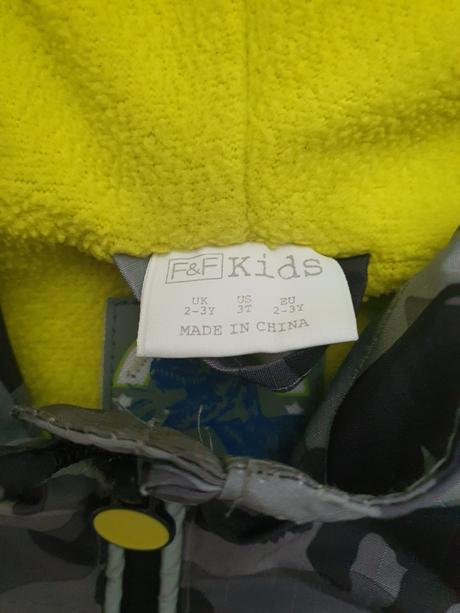 F&F Kids
UK US EU
2-3Y 3T 2-3Y
MADE IN CHINA